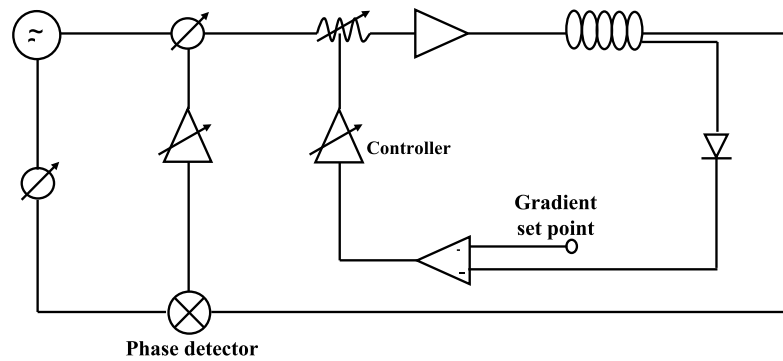 Controller
Gradient
set point
Phase detector